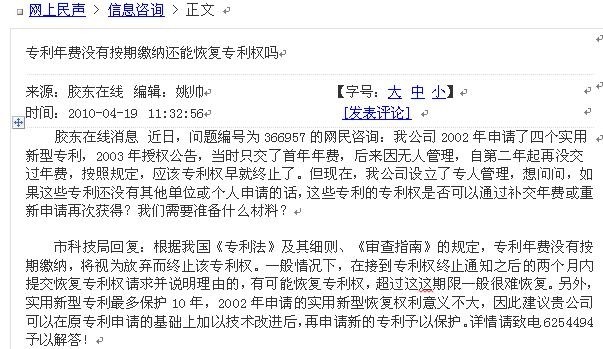 网上民声 > 信息咨询 > 正文
专利年费没有按期缴纳还能恢复专利权吗
来源：胶东在线 编辑：姚帅 【字号：大 中 小】
时间：2010-04-19 11:32:56 [发表评论]
胶东在线消息 近日，问题编号为 366957 的网民咨询：我公司 2002 年申请了四个实用
新型专利，2003 年授权公告，当时只交了首年年费，后来因无人管理，自第二年起再没交
过年费，按照规定，应该专利权早就终止了。但现在，我公司设立了专人管理，想问问，如
果这些专利还没有其他单位或个人申请的话，这些专利的专利权是否可以通过补交年费或重
新申请再次获得？我们需要准备什么材料？
市科技局回复：根据我国《专利法》及其细则、《审查指南》的规定，专利年费没有按
期缴纳，将视为放弃而终止该专利权。一般情况下，在接到专利权终止通知之后的两个月内
提交恢复专利权请求并说明理由的，有可能恢复专利权，超过这这期限一般很难恢复。另外，
实用新型专利最多保护 10 年，2002 年申请的实用新型恢复权利意义不大，因此建议贵公司
可以在原专利申请的基础上加以技术改进后，再申请新的专利予以保护。详情请致电 6254494
予以解答！